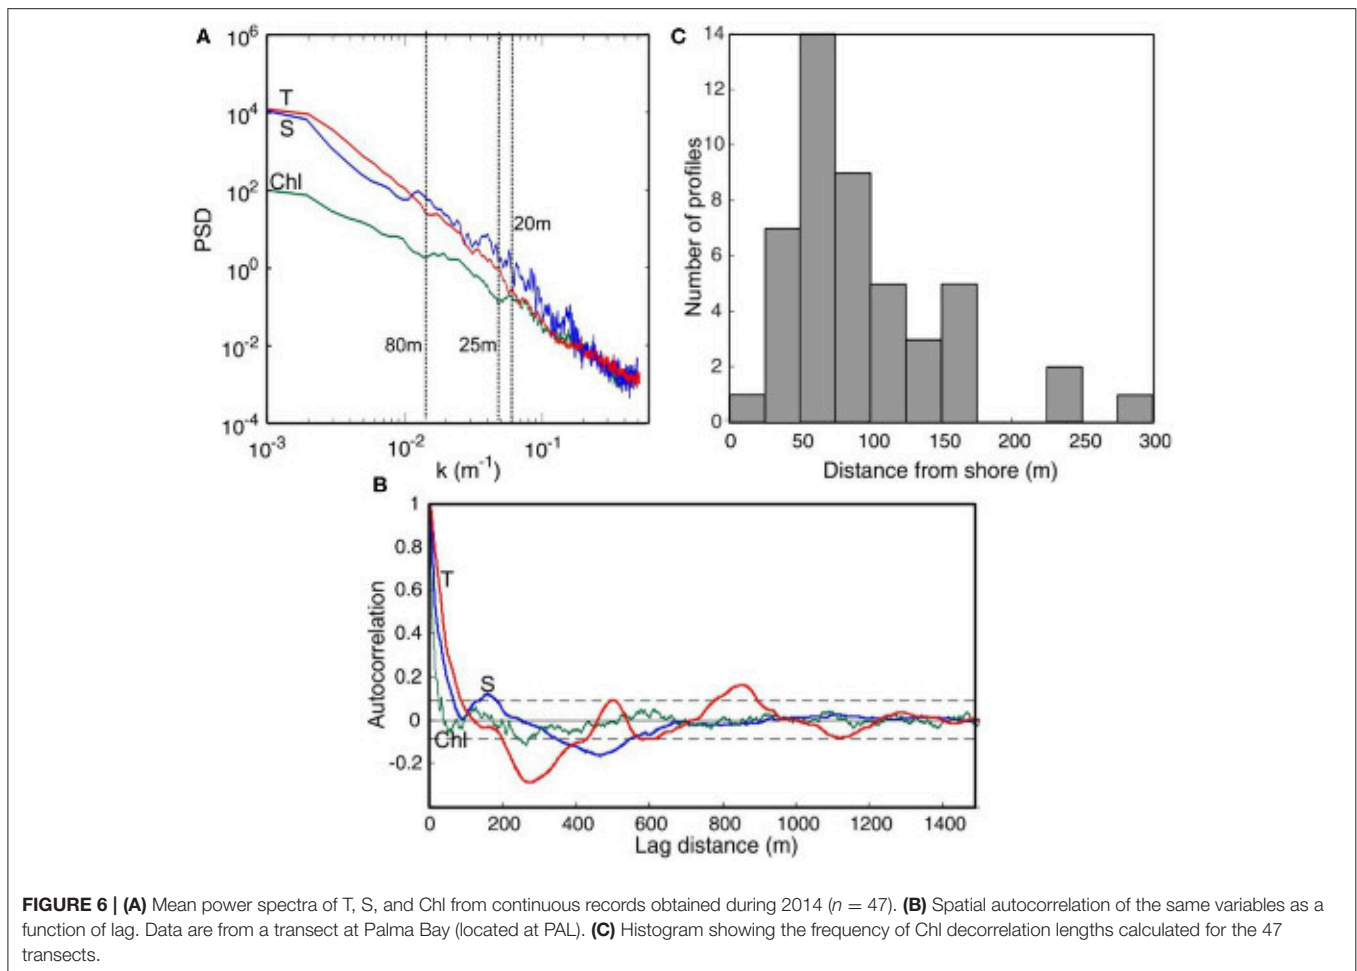 A
10^6
10^4
10^2
10^0
10^-2
10^-4
PSD
T
S
Chl
20m
80m
25m
10^-3
10^-2
10^-1
k (m^-1)
C
14
12
10
8
6
4
2
0
Number of profiles
0 50 100 150 200 250 300
Distance from shore (m)
B
1
0.8
0.6
0.4
0.2
0
-0.2
Autocorrelation
T
S
Chl
0 200 400 600 800 1000 1200 1400
Lag distance (m)
FIGURE 6 | (A) Mean power spectra of T, S, and Chl from continuous records obtained during 2014 (n = 47). (B) Spatial autocorrelation of the same variables as a
function of lag. Data are from a transect at Palma Bay (located at PAL). (C) Histogram showing the frequency of Chl decorrelation lengths calculated for the 47
transects.